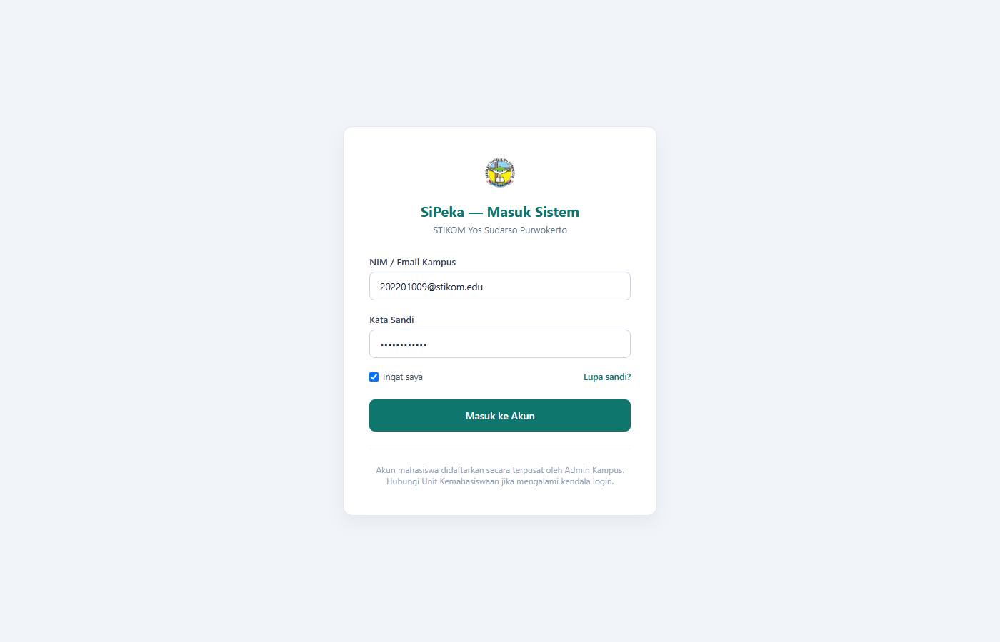 SiPeka — Masuk Sistem
STIKOM Yos Sudarso Purwokerto
NIM / Email Kampus
202201009@stikom.edu
Kata Sandi
••••••••••••
Ingat saya
Lupa sandi?
Masuk ke Akun
Akun mahasiswa didaftarkan secara terpusat oleh Admin Kampus.
Hubungi Unit Kemahasiswaan jika mengalami kendala login.